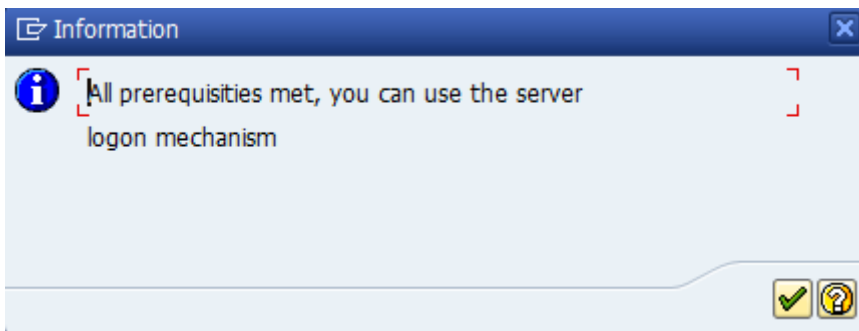 Information
All prerequisities met, you can use the server
logon mechanism